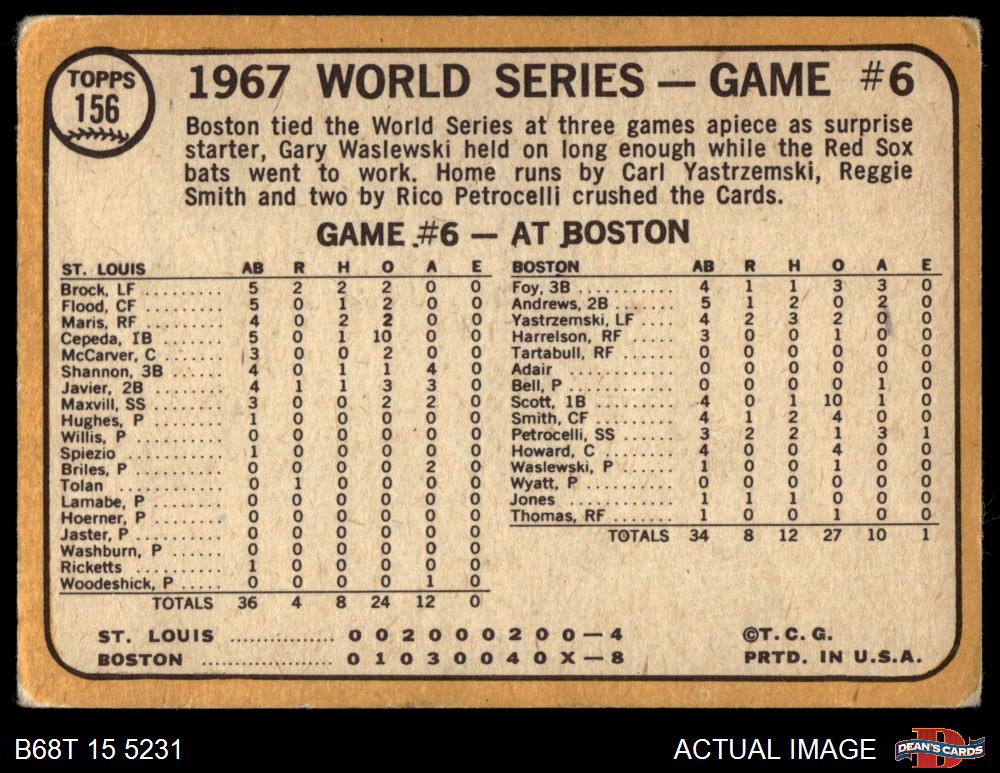 TOPPS
156
1967 WORLD SERIES — GAME #6
Boston tied the World Series at three games apiece as surprise
starter, Gary Waslewski held on long enough while the Red Sox
bats went to work. Home runs by Carl Yastrzemski, Reggie
Smith and two by Rico Petrocelli crushed the Cards.
GAME #6 — AT BOSTON
ST. LOUIS AB R H O A E
Brock, LF .......... 5 2 2 2 0 0
Flood, CF .......... 5 0 1 2 0 0
Maris, RF .......... 4 0 2 2 0 0
Cepeda, 1B ........ 5 0 1 10 0 0
McCarver, C ....... 3 0 0 2 0 0
Shannon, 3B ...... 4 0 1 1 4 0
Javier, 2B ......... 4 1 1 3 3 0
Maxvill, SS ........ 3 0 0 2 2 0
Hughes, P ......... 1 0 0 0 0 0
Willis, P ........... 0 0 0 0 0 0
Spiezio ............ 1 0 0 0 0 0
Briles, P ........... 0 0 0 0 2 0
Tolan .............. 0 1 0 0 0 0
Lamabe, P ........ 0 0 0 0 0 0
Hoerner, P ........ 0 0 0 0 0 0
Jaster, P .......... 0 0 0 0 0 0
Washburn, P ...... 0 0 0 0 0 0
Ricketts ........... 1 0 0 0 0 0
Woodeshick, P ..... 0 0 0 0 1 0
TOTALS 36 4 8 24 12 0
BOSTON AB R H O A E
Foy, 3B ............ 4 1 1 3 3 0
Andrews, 2B ....... 5 1 2 0 2 0
Yastrzemski, LF .... 4 2 3 2 0 0
Harrelson, RF ...... 3 0 0 1 0 0
Tartabull, RF ....... 0 0 0 0 0 0
Adair .............. 0 0 0 0 0 0
Bell, P ............. 0 0 0 0 1 0
Scott, 1B .......... 4 0 1 10 1 0
Smith, CF .......... 4 1 2 4 0 0
Petrocelli, SS ...... 3 2 2 1 3 1
Howard, C ......... 4 0 0 4 0 0
Waslewski, P ...... 1 0 0 1 0 0
Wyatt, P ........... 0 0 0 0 0 0
Jones .............. 1 1 1 0 0 0
Thomas, RF ........ 1 0 0 1 0 0
TOTALS 34 8 12 27 10 1
ST. LOUIS .............. 0 0 2 0 0 0 2 0 0 — 4
BOSTON .................. 0 1 0 3 0 0 4 0 X — 8
©T. C. G.
PRTD. IN U.S.A.
B68T 15 5231
ACTUAL IMAGE
DEAN'S CARDS